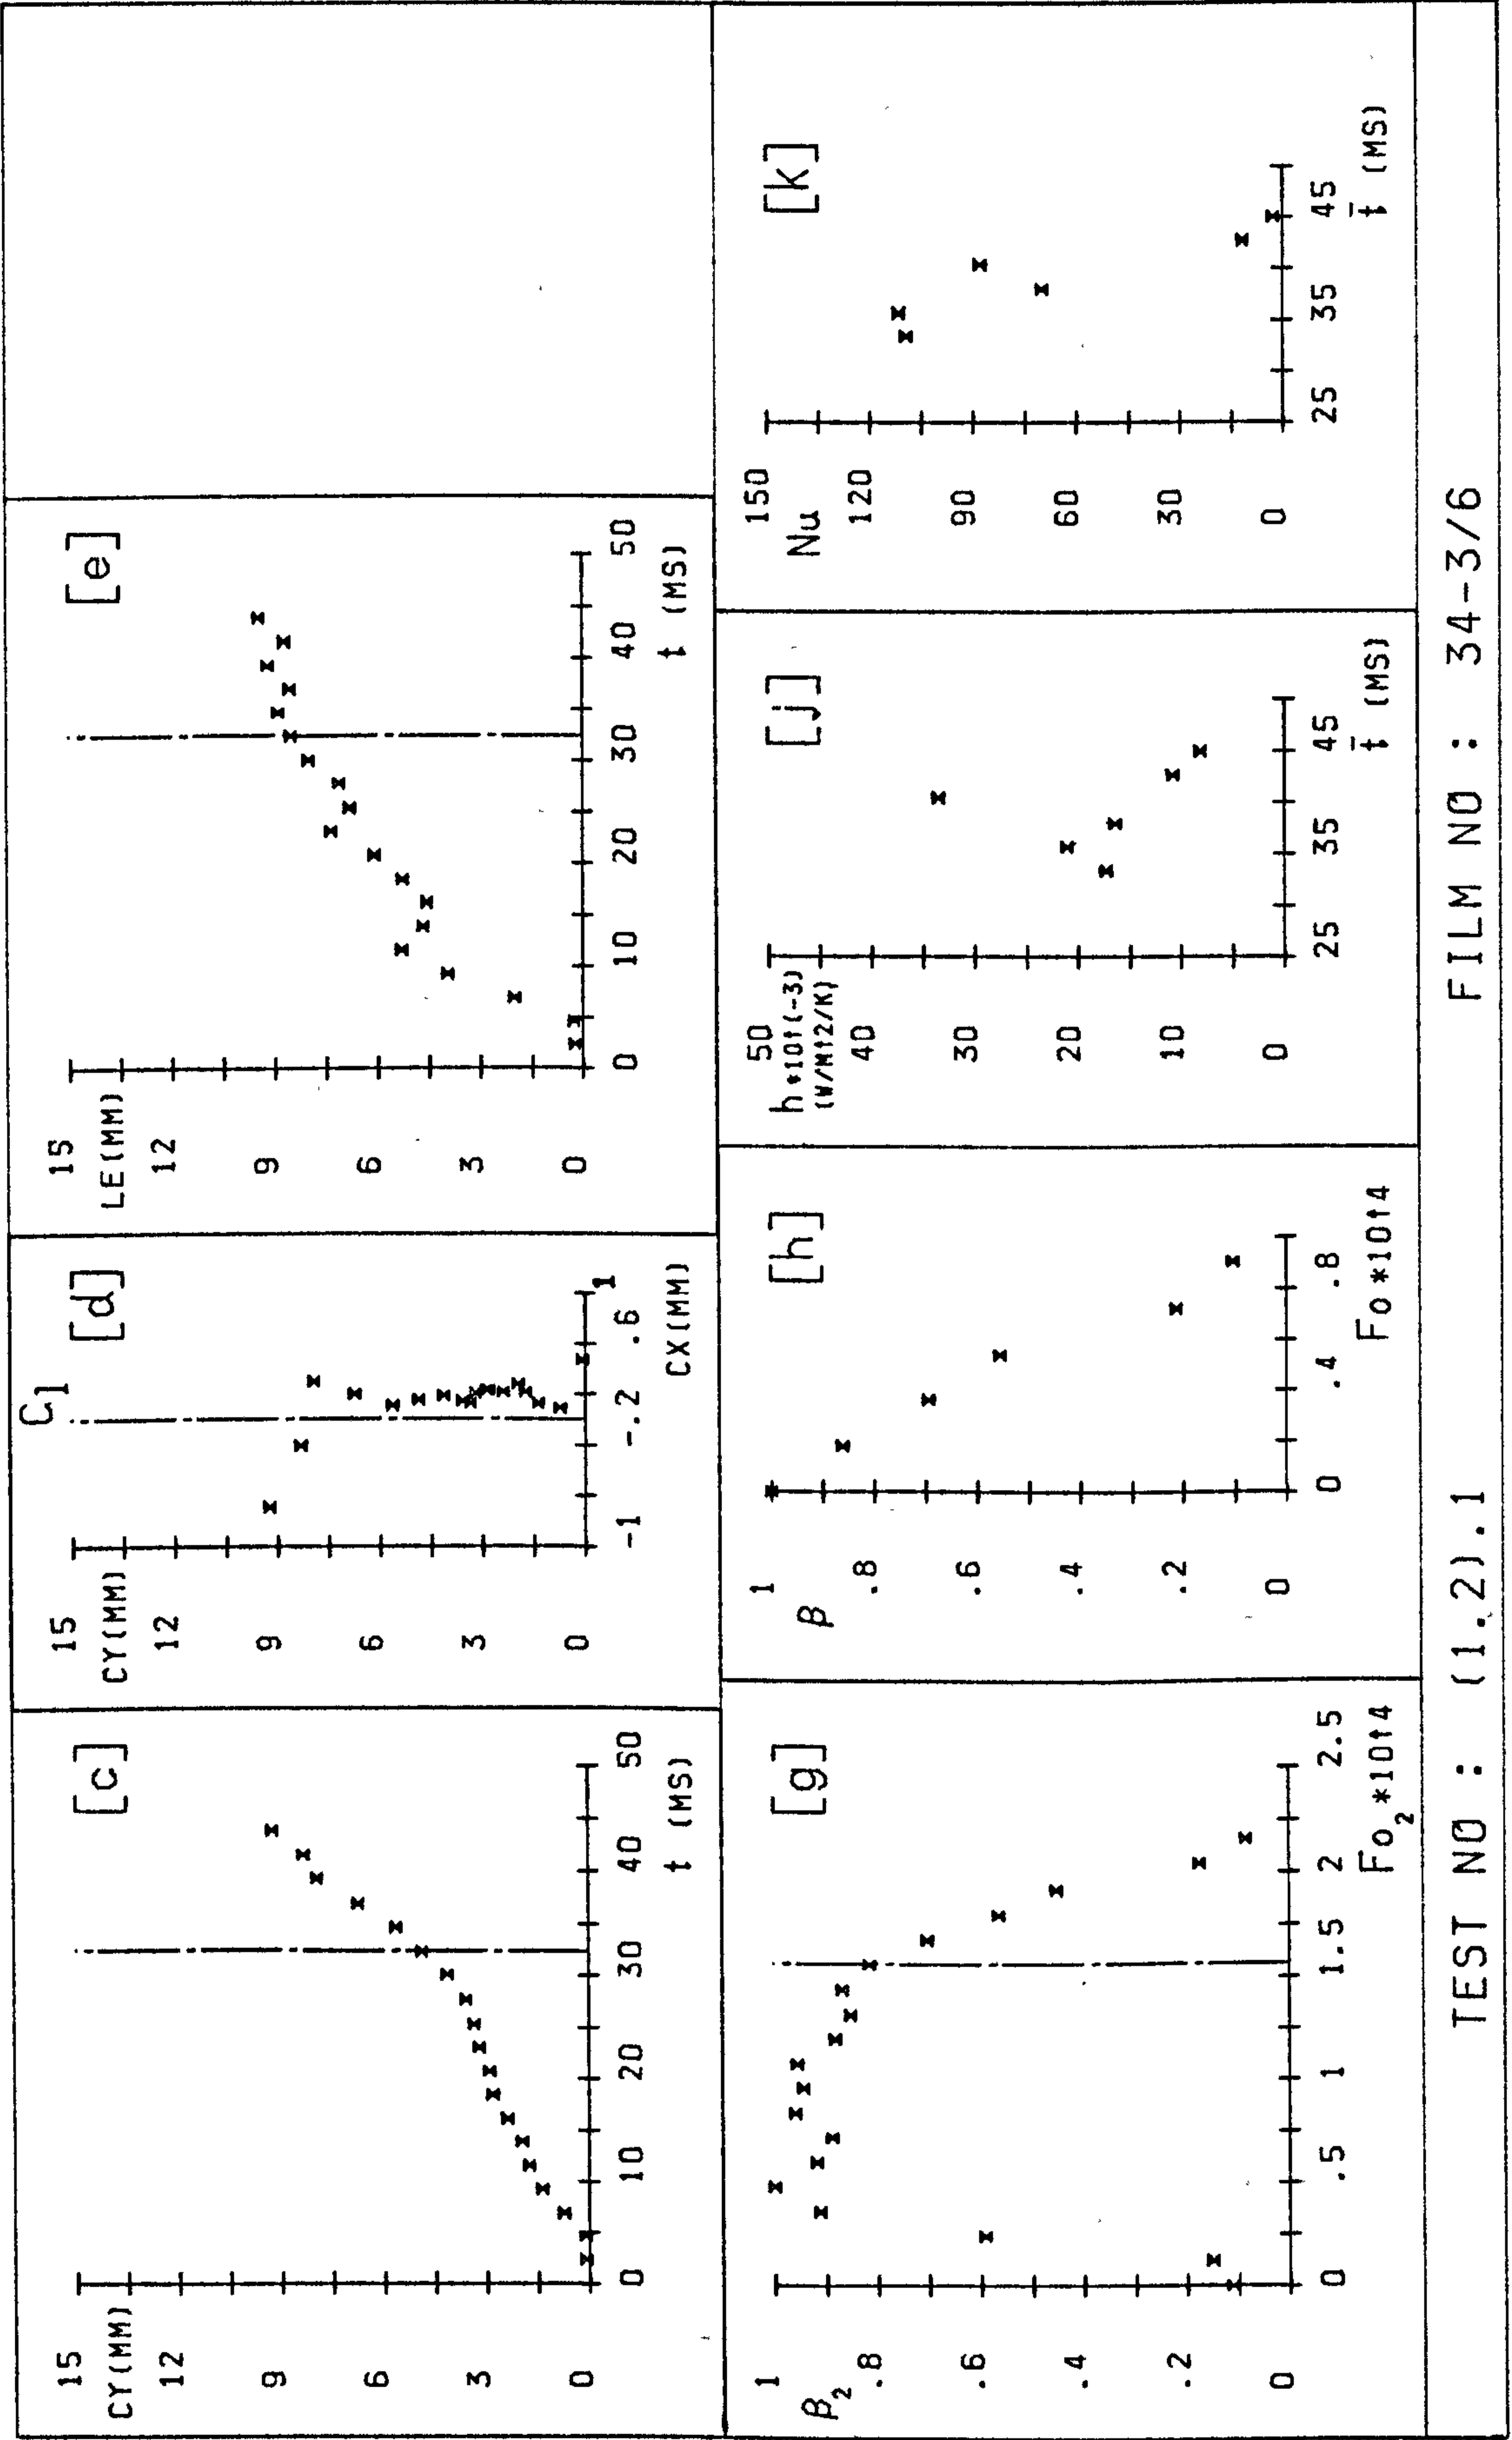 [c]
15
CY(MM)
12
9
6
3
0
0 10 20 30 40 50
t (MS)
C1
[d]
15
CY(MM)
12
9
6
3
0
-1 -.2 .6 1
CX(MM)
[e]
15
LE(MM)
12
9
6
3
0
0 10 20 30 40 50
t (MS)
[g]
1
β2
.8
.6
.4
.2
0
0 .5 1 1.5 2 2.5
Fo2 *10↑4
[h]
1
β
.8
.6
.4
.2
0
0 .4 .8
Fo *10↑4
[j]
50
h *10↑(-3)
(W/M↑2/K)
40
30
20
10
0
25 35 45
t̄ (MS)
[k]
150
Nu
120
90
60
30
0
25 35 45
t̄ (MS)
TEST NO : (1.2).1 FILM NO : 34-3/6